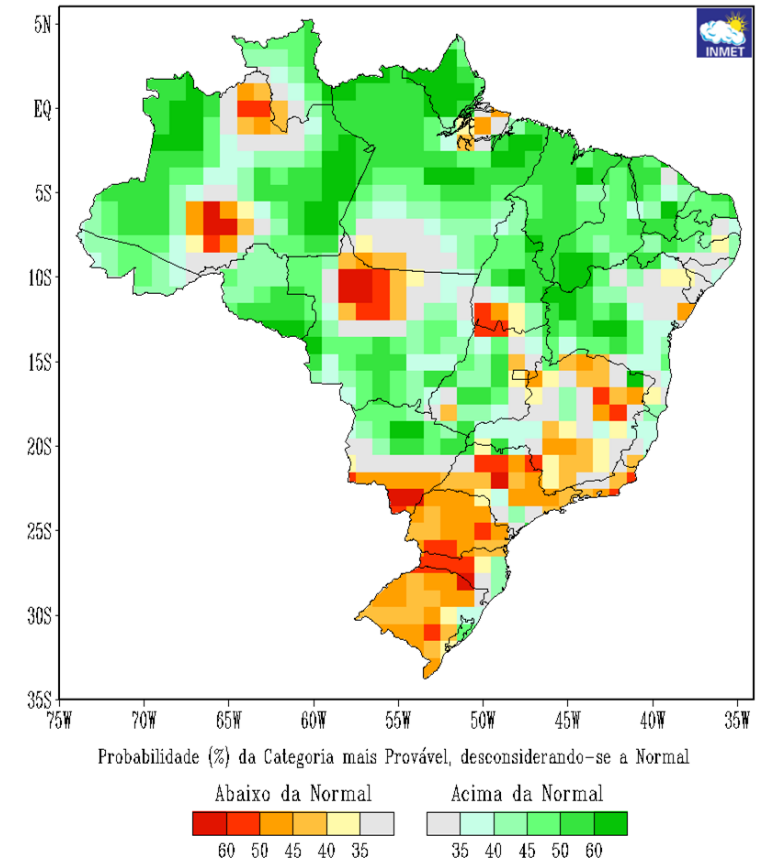 5N
INMET
EQ
5S
10S
15S
20S
25S
30S
35S
75W 70W 65W 60W 55W 50W 45W 40W 35W
Probabilidade (%) da Categoria mais Provável, desconsiderando-se a Normal
Abaixo da Normal Acima da Normal
60 50 45 40 35 35 40 45 50 60